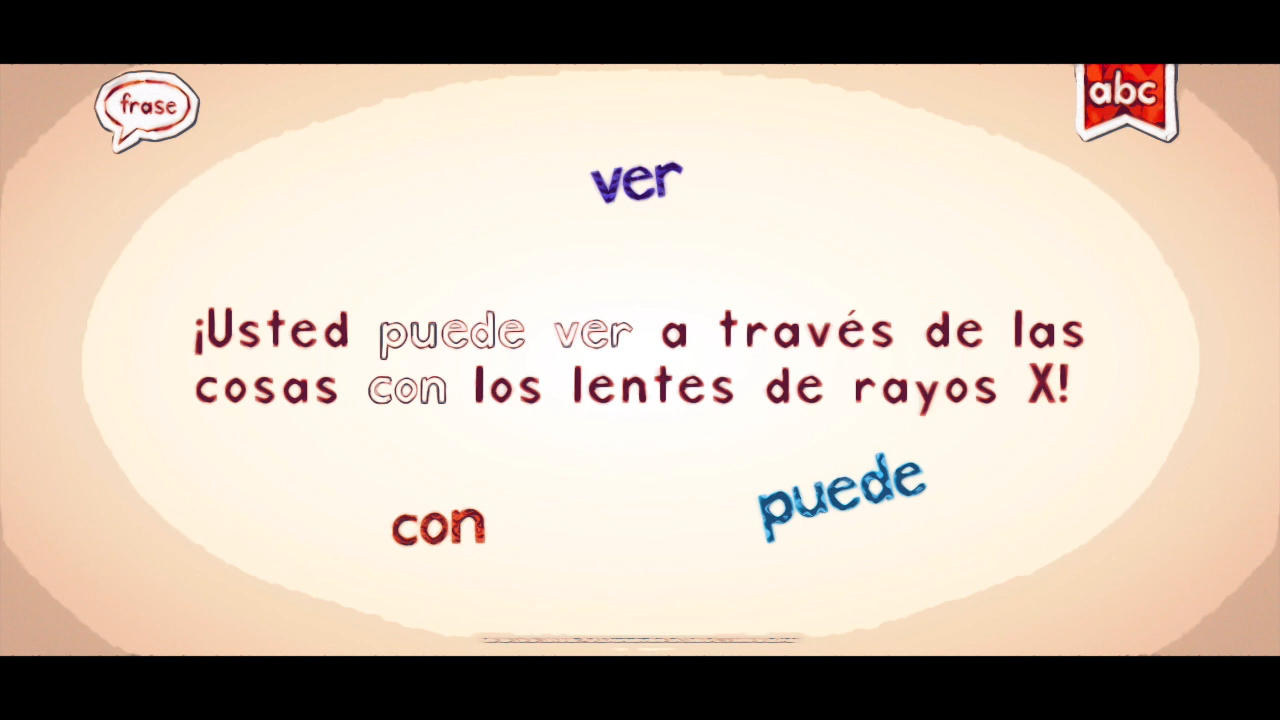 frase
abc
ver
¡Usted puede ver a través de las
cosas con los lentes de rayos X!
con
puede